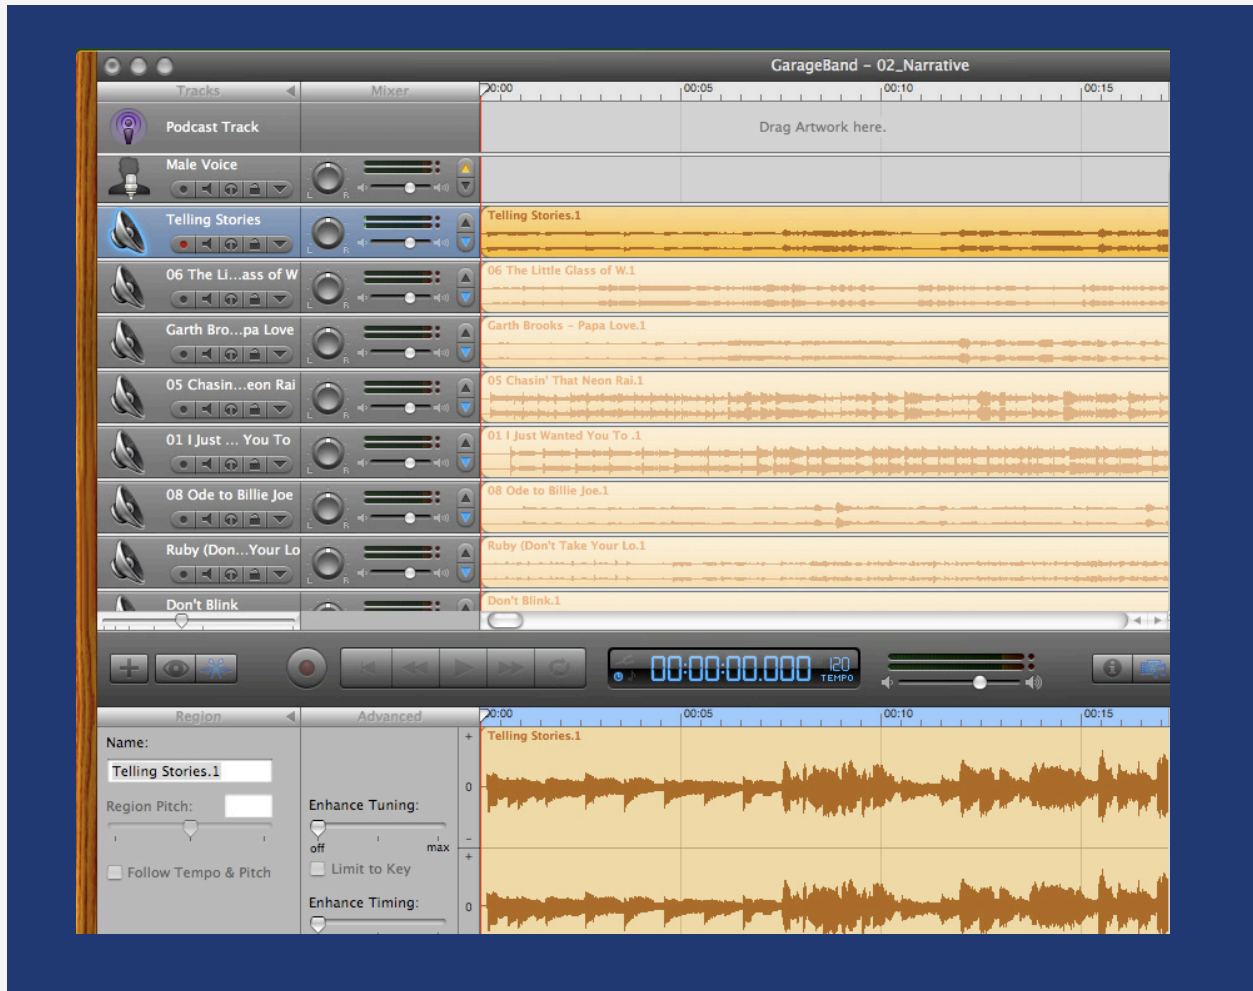 GarageBand – 02_Narrative
Tracks
Mixer
00:05
00:10
00:15
Podcast Track
Drag Artwork here.
Male Voice
L R
Telling Stories
L R
Telling Stories.1
06 The Li...ass of W
L R
06 The Little Glass of W.1
Garth Bro...pa Love
L R
Garth Brooks – Papa Love.1
05 Chasin...eon Rai
L R
05 Chasin' That Neon Rai.1
01 I Just ... You To
L R
01 I Just Wanted You To .1
08 Ode to Billie Joe
L R
08 Ode to Billie Joe.1
Ruby (Don...Your Lo
L R
Ruby (Don't Take Your Lo.1
Don't Blink
Don't Blink.1
00:00:00.000
120
TEMPO
Region
Advanced
00:05
00:10
00:15
Name:
Telling Stories.1
Region Pitch:
Follow Tempo & Pitch
Enhance Tuning:
off max
Limit to Key
Enhance Timing:
+
0
–
+
0
Telling Stories.1